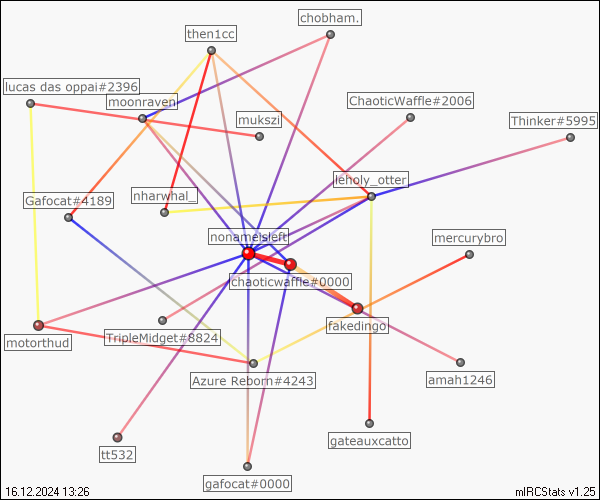 chobham.
then1cc
lucas das oppai#2396
moonraven
ChaoticWaffle#2006
mukszi
Thinker#5995
leholy_otter
nharwhal_
Gafocat#4189
nonameisleft
mercurybro
chaoticwaffle#0000
fakedingo
TripleMidget#8824
motorthud
Azure Reborn#4243
amah1246
gateauxcatto
tt532
gafocat#0000
16.12.2024 13:26
mIRCStats v1.25